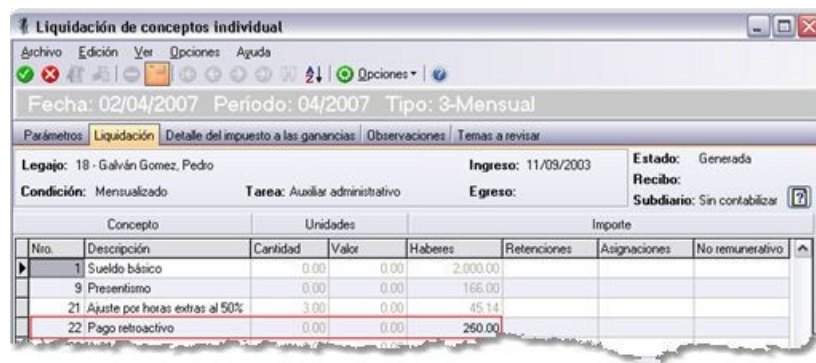 Liquidación de conceptos individual
Archivo Edición Ver Opciones Ayuda
Opciones
Fecha: 02/04/2007 Periodo: 04/2007 Tipo: 3-Mensual
Parámetros Liquidación Detalle del impuesto a las ganancias Observaciones Temas a revisar
Legajo: 18 - Galván Gomez, Pedro Ingreso: 11/09/2003 Estado: Generada
Recibo:
Condición: Mensualizado Tarea: Auxiliar administrativo Egreso: Subdiario: Sin contabilizar
Concepto Unidades Importe
Nro. Descripción Cantidad Valor Haberes Retenciones Asignaciones No remunerativo
1 Sueldo básico 0.00 0.00 2,000.00
9 Presentismo 0.00 0.00 166.00
21 Ajuste por horas extras al 50% 3.00 0.00 45.14
22 Pago retroactivo 0.00 0.00 250.00